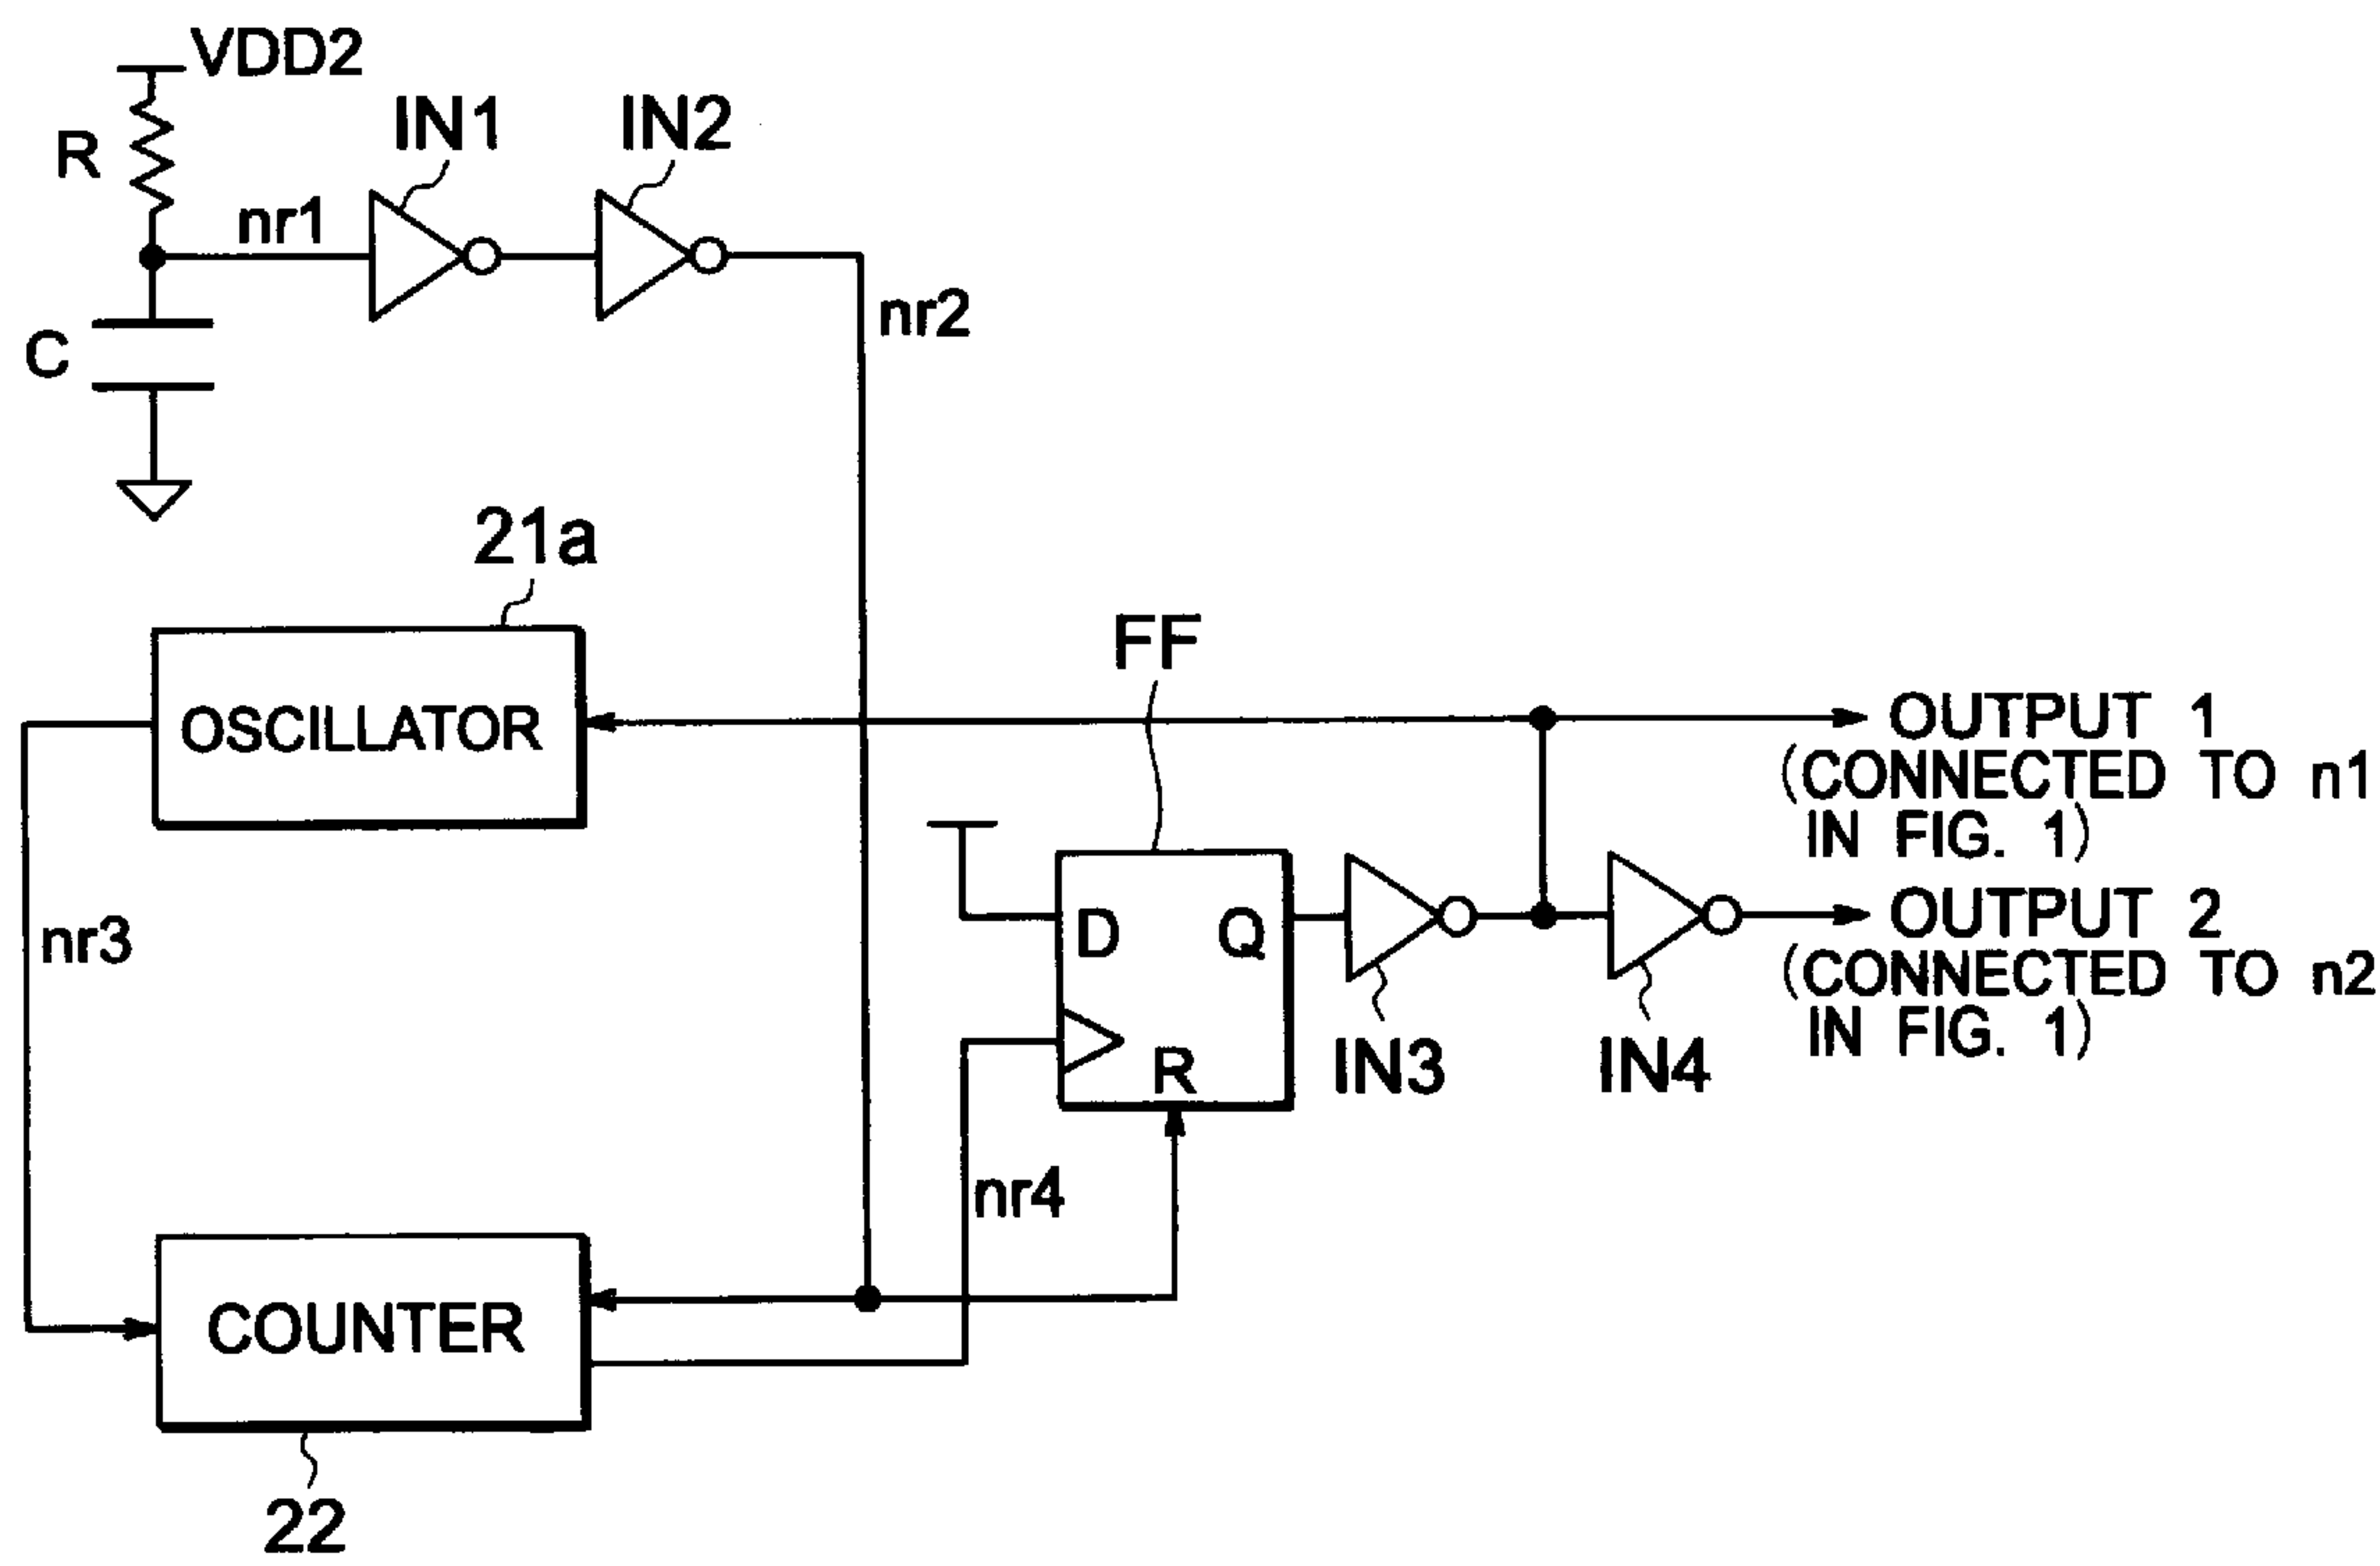 VDD2
R
IN1
IN2
nr1
nr2
C
21a
OSCILLATOR
FF
OUTPUT 1
(CONNECTED TO n1
IN FIG. 1)
D
Q
OUTPUT 2
(CONNECTED TO n2
IN FIG. 1)
nr3
R
IN3
IN4
nr4
COUNTER
22